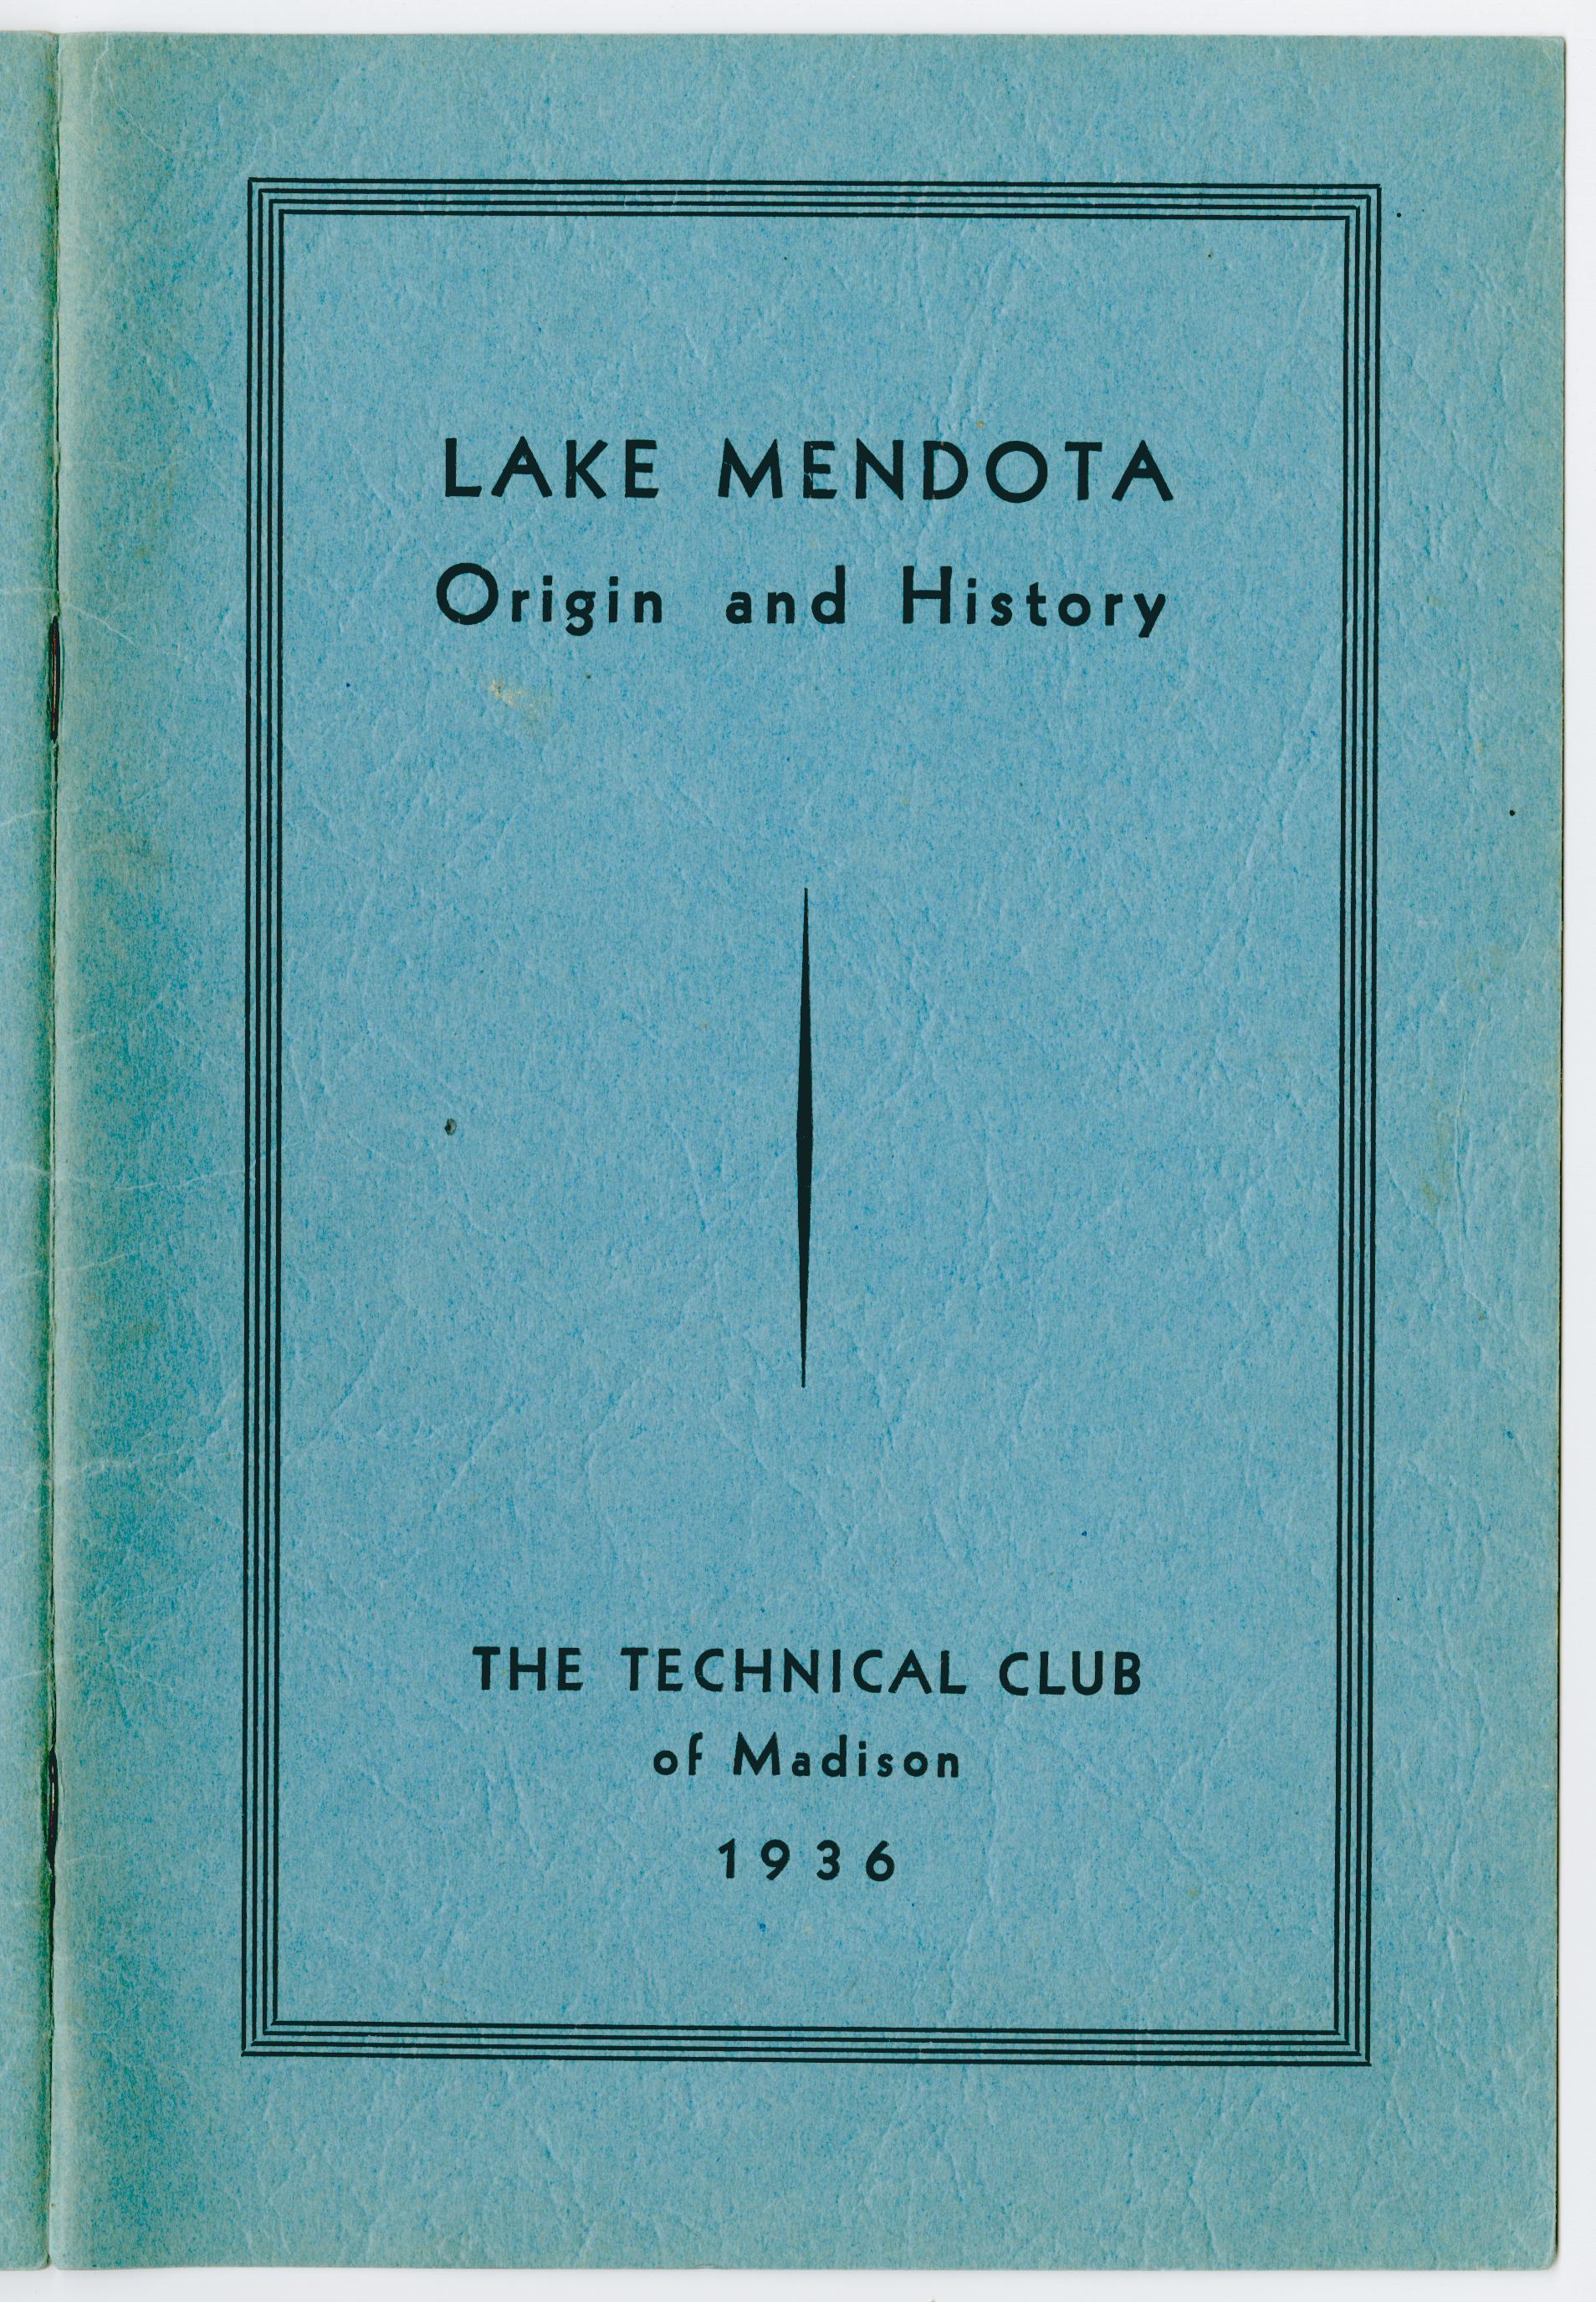 LAKE MENDOTA
Origin and History
THE TECHNICAL CLUB
of Madison
1936